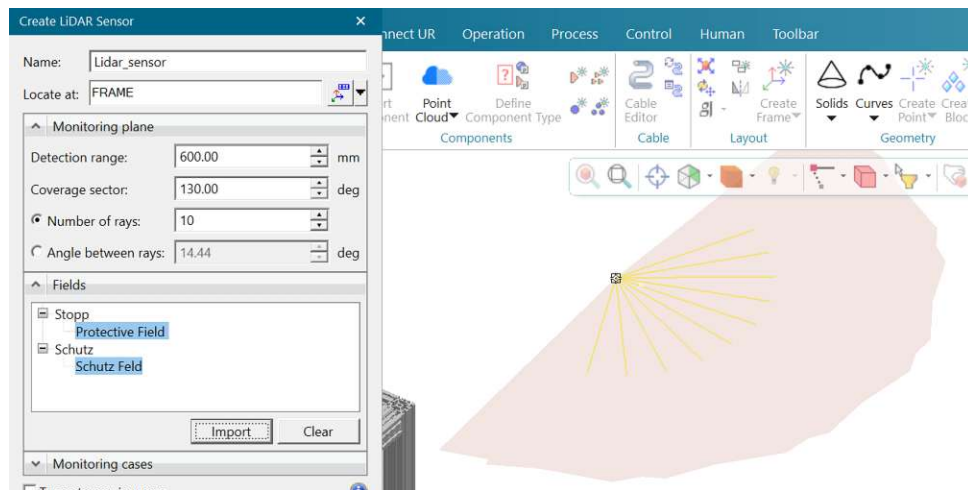 Create LiDAR Sensor
Name: Lidar_sensor
Locate at: FRAME
Monitoring plane
Detection range: 600.00 mm
Coverage sector: 130.00 deg
Number of rays: 10
Angle between rays: 14.44 deg
Fields
Stopp
Protective Field
Schutz
Schutz Feld
Import Clear
Monitoring cases
nnect UR Operation Process Control Human Toolbar
Point Cloud
Define Component Type
Cable Editor
Create Frame
Solids Curves Create Point
Components Cable Layout Geometry